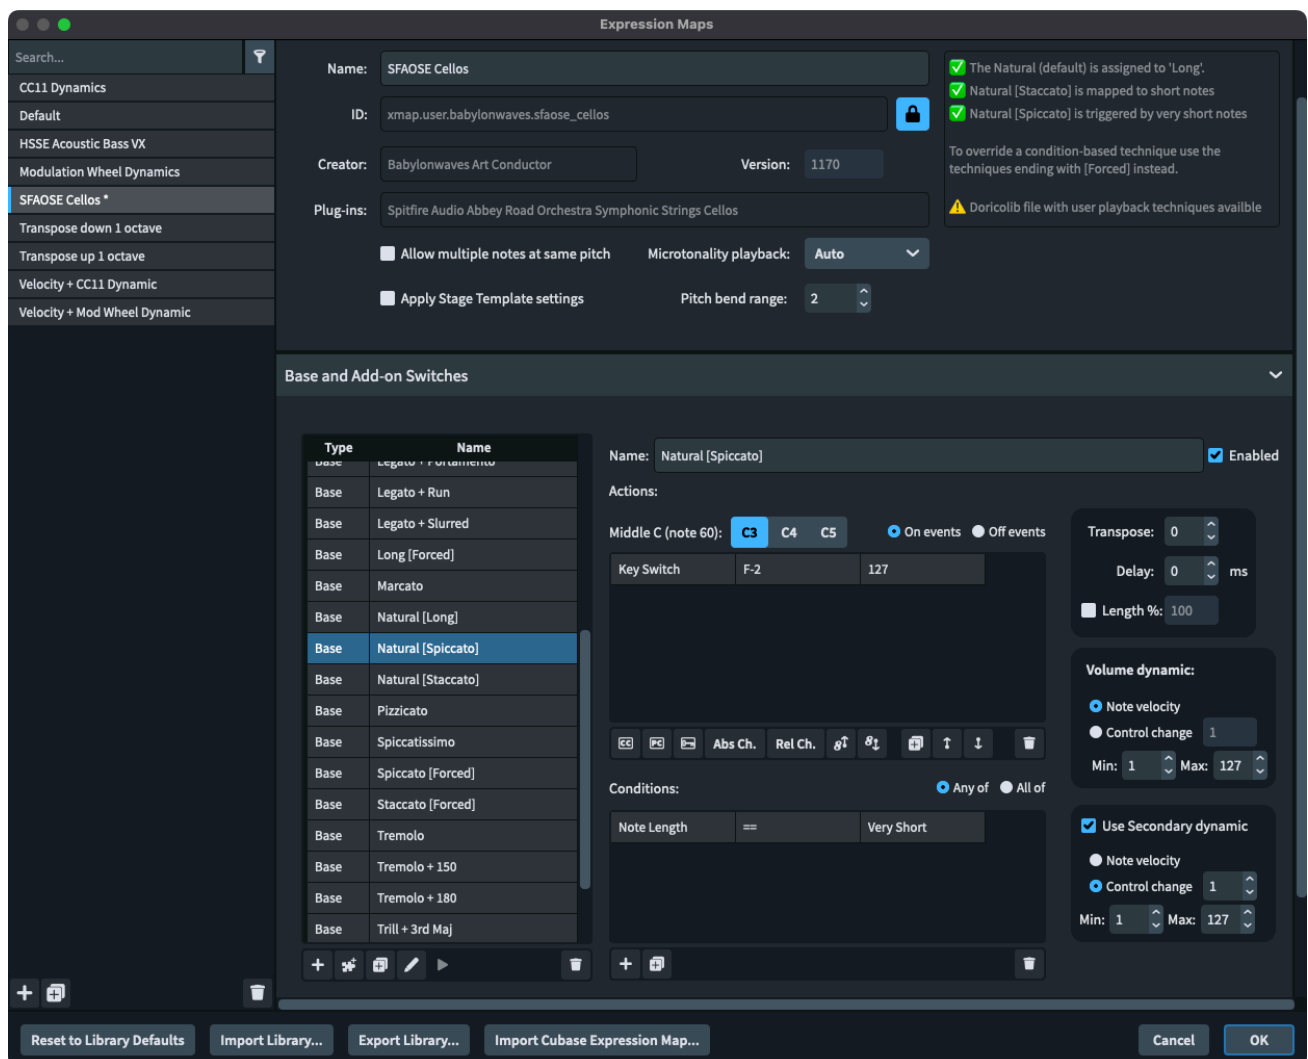 Expression Maps
Search...
CC11 Dynamics
Default
HSSE Acoustic Bass VX
Modulation Wheel Dynamics
SFAOSE Cellos *
Transpose down 1 octave
Transpose up 1 octave
Velocity + CC11 Dynamic
Velocity + Mod Wheel Dynamic
Name: SFAOSE Cellos
ID: xmap.user.babylonwaves.sfaose_cellos
Creator: Babylonwaves Art Conductor Version: 1170
Plug-ins: Spitfire Audio Abbey Road Orchestra Symphonic Strings Cellos
Allow multiple notes at same pitch Microtonality playback: Auto
Apply Stage Template settings Pitch bend range: 2
The Natural (default) is assigned to 'Long'.
Natural [Staccato] is mapped to short notes
Natural [Spiccato] is triggered by very short notes
To override a condition-based technique use the
techniques ending with [Forced] instead.
Doricolib file with user playback techniques availble
Base and Add-on Switches
Type Name
Base Legato + Portamento
Base Legato + Run
Base Legato + Slurred
Base Long [Forced]
Base Marcato
Base Natural [Long]
Base Natural [Spiccato]
Base Natural [Staccato]
Base Pizzicato
Base Spiccatissimo
Base Spiccato [Forced]
Base Staccato [Forced]
Base Tremolo
Base Tremolo + 150
Base Tremolo + 180
Base Trill + 3rd Maj
Name: Natural [Spiccato] Enabled
Actions:
Middle C (note 60): C3 C4 C5 On events Off events
Key Switch F-2 127
CC PC Abs Ch. Rel Ch. 8 8
Conditions: Any of All of
Note Length == Very Short
Transpose: 0
Delay: 0 ms
Length %: 100
Volume dynamic:
Note velocity
Control change 1
Min: 1 Max: 127
Use Secondary dynamic
Note velocity
Control change 1
Min: 1 Max: 127
Reset to Library Defaults Import Library... Export Library... Import Cubase Expression Map... Cancel OK